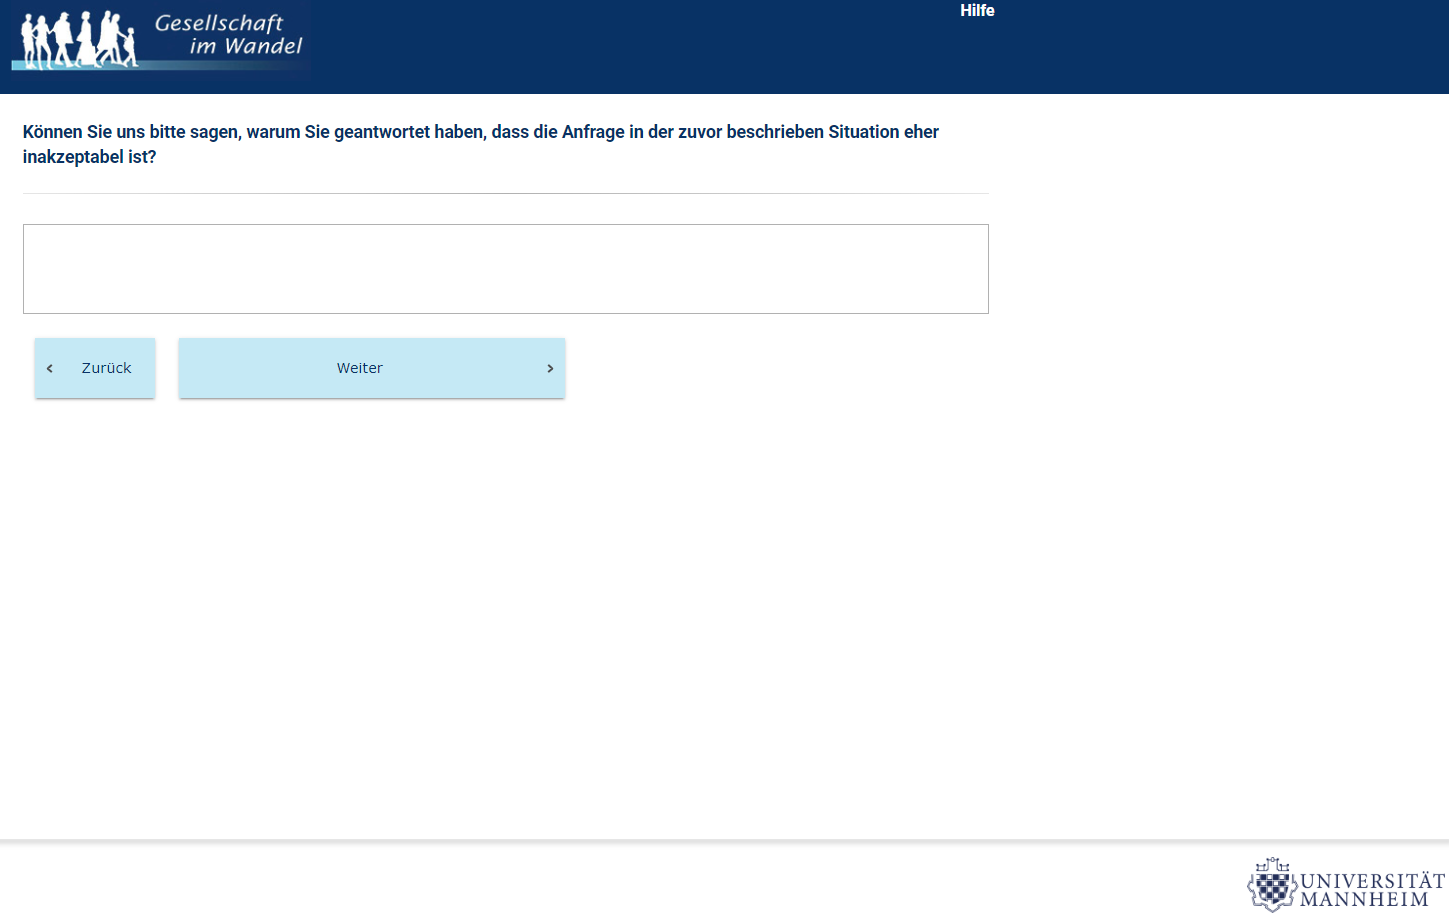 Gesellschaft
im Wandel
Hilfe
Können Sie uns bitte sagen, warum Sie geantwortet haben, dass die Anfrage in der zuvor beschrieben Situation eher
inakzeptabel ist?
Zurück
Weiter
UNIVERSITÄT
MANNHEIM